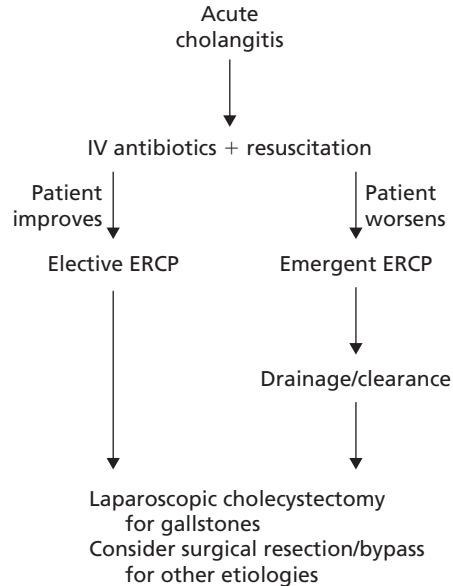 Acute
cholangitis
IV antibiotics + resuscitation
Patient
improves
Patient
worsens
Elective ERCP
Emergent ERCP
Drainage/clearance
Laparoscopic cholecystectomy
for gallstones
Consider surgical resection/bypass
for other etiologies